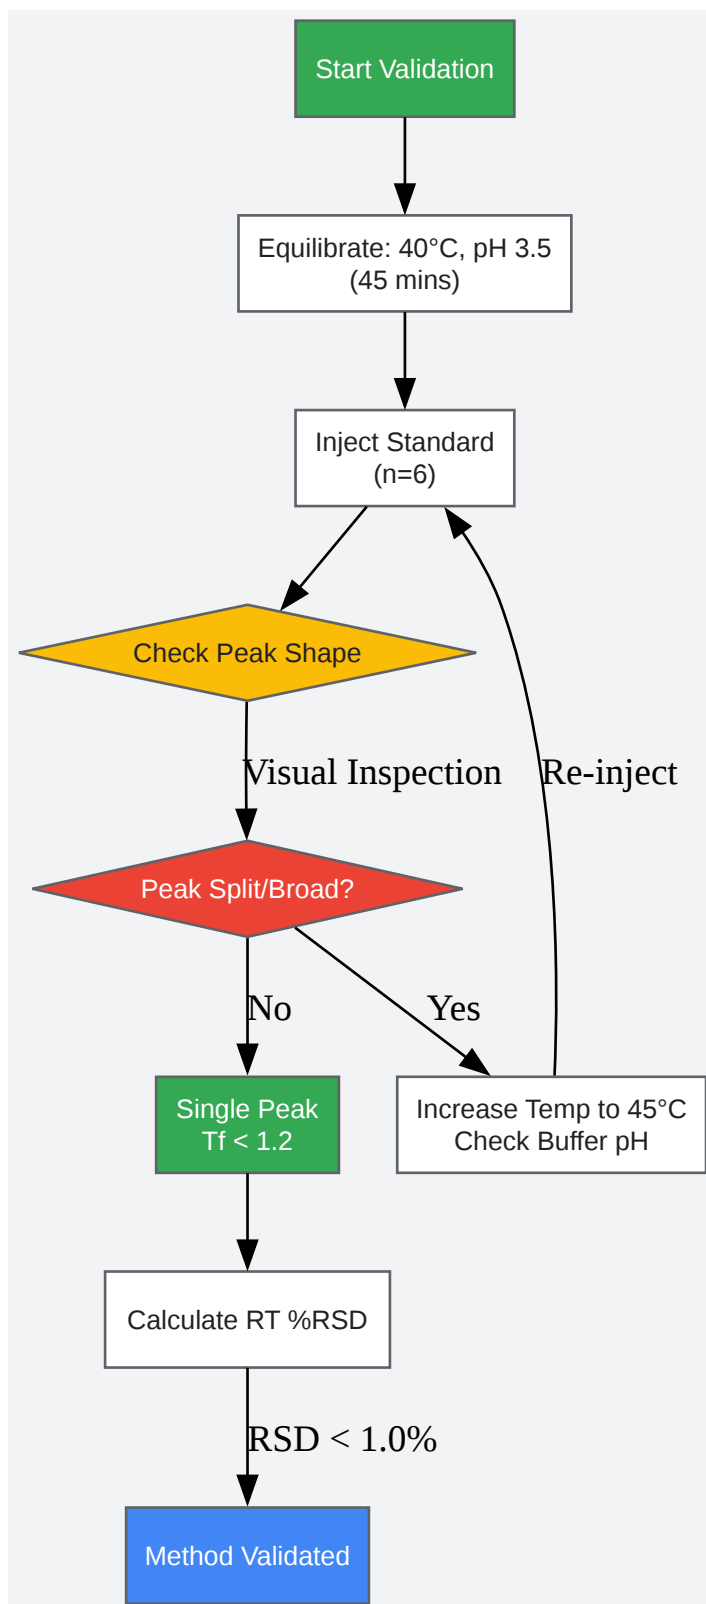 Start Validation
Equilibrate: 40°C, pH 3.5
(45 mins)
Inject Standard
(n=6)
Check Peak Shape
Visual Inspection
Re-inject
Peak Split/Broad?
No
Yes
Single Peak
Tf < 1.2
Increase Temp to 45°C
Check Buffer pH
Calculate RT %RSD
RSD < 1.0%
Method Validated